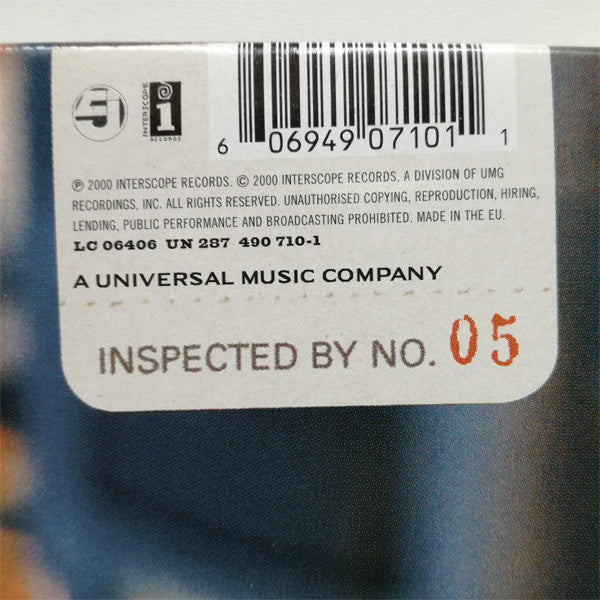 INTERSCOPE
RECORDS
6 06949 07101 1
℗ 2000 INTERSCOPE RECORDS. © 2000 INTERSCOPE RECORDS, A DIVISION OF UMG
RECORDINGS, INC. ALL RIGHTS RESERVED. UNAUTHORISED COPYING, REPRODUCTION, HIRING,
LENDING, PUBLIC PERFORMANCE AND BROADCASTING PROHIBITED. MADE IN THE EU.
LC 06406 UN 287 490 710-1
A UNIVERSAL MUSIC COMPANY
INSPECTED BY NO. 05